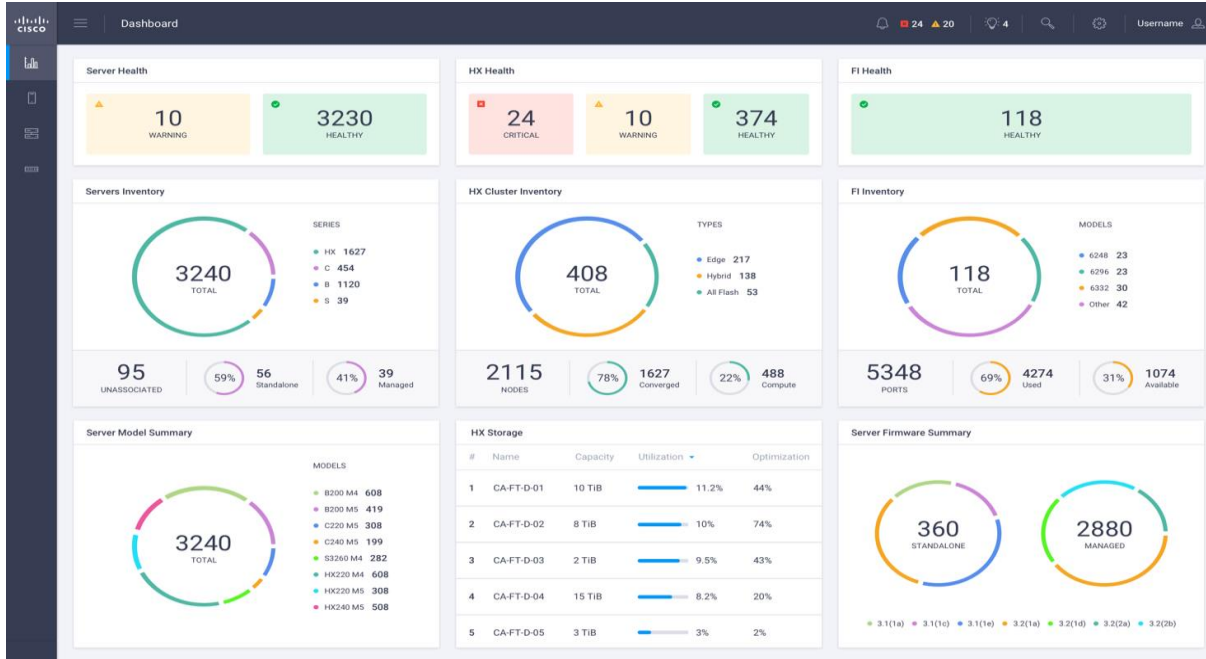 cisco
Dashboard
24 20 4 Username
Server Health
10
WARNING
3230
HEALTHY
HX Health
24
CRITICAL
10
WARNING
374
HEALTHY
FI Health
118
HEALTHY
Servers Inventory
3240
TOTAL
SERIES
HX 1627
C 454
B 1120
S 39
95
UNASSOCIATED
59%
56
Standalone
41%
39
Managed
HX Cluster Inventory
408
TOTAL
TYPES
Edge 217
Hybrid 138
All Flash 53
2115
NODES
78%
1627
Converged
22%
488
Compute
FI Inventory
118
TOTAL
MODELS
6248 23
6296 23
6332 30
Other 42
5348
PORTS
69%
4274
Used
31%
1074
Available
Server Model Summary
3240
TOTAL
MODELS
B200 M4 608
B200 M5 419
C220 M5 308
C240 M5 199
S3260 M4 282
HX220 M4 608
HX220 M5 308
HX240 M5 508
HX Storage
# Name Capacity Utilization Optimization
1 CA-FT-D-01 10 TiB 11.2% 44%
2 CA-FT-D-02 8 TiB 10% 74%
3 CA-FT-D-03 2 TiB 9.5% 43%
4 CA-FT-D-04 15 TiB 8.2% 20%
5 CA-FT-D-05 3 TiB 3% 2%
Server Firmware Summary
360
STANDALONE
2880
MANAGED
3.1(1a) 3.1(1c) 3.1(1e) 3.2(1a) 3.2(1d) 3.2(2a) 3.2(2b)